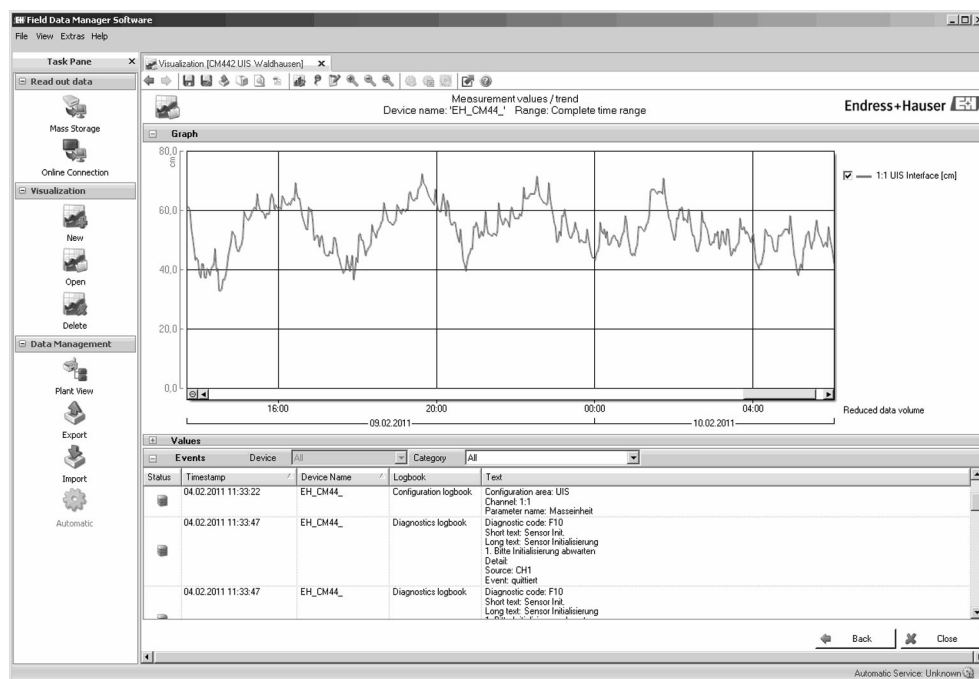 Field Data Manager Software
File View Extras Help
Task Pane
Read out data
Mass Storage
Online Connection
Visualization
New
Open
Delete
Data Management
Plant View
Export
Import
Automatic
Visualization [CM442 UIS Waldhausen]
Measurement values / trend
Device name: 'EH_CM44_' Range: Complete time range
Endress+Hauser EH
Graph
80,0
cm
60,0
40,0
20,0
0,0
16:00 20:00 00:00 04:00
09.02.2011 10.02.2011
1:1 UIS Interface [cm]
Reduced data volume
Values
Events Device All Category All
Status Timestamp Device Name Logbook Text
04.02.2011 11:33:22 EH_CM44_ Configuration logbook Configuration area: UIS
Channel: 1:1
Parameter name: Masseinheit
04.02.2011 11:33:47 EH_CM44_ Diagnostics logbook Diagnostic code: F10
Short text: Sensor Init.
Long text: Sensor Initialisierung
1. Bitte Initialisierung abwarten
Detail:
Source: CH1
Event: quittiert
04.02.2011 11:33:47 EH_CM44_ Diagnostics logbook Diagnostic code: F10
Short text: Sensor Init.
Long text: Sensor Initialisierung
Back Close
Automatic Service: Unknown